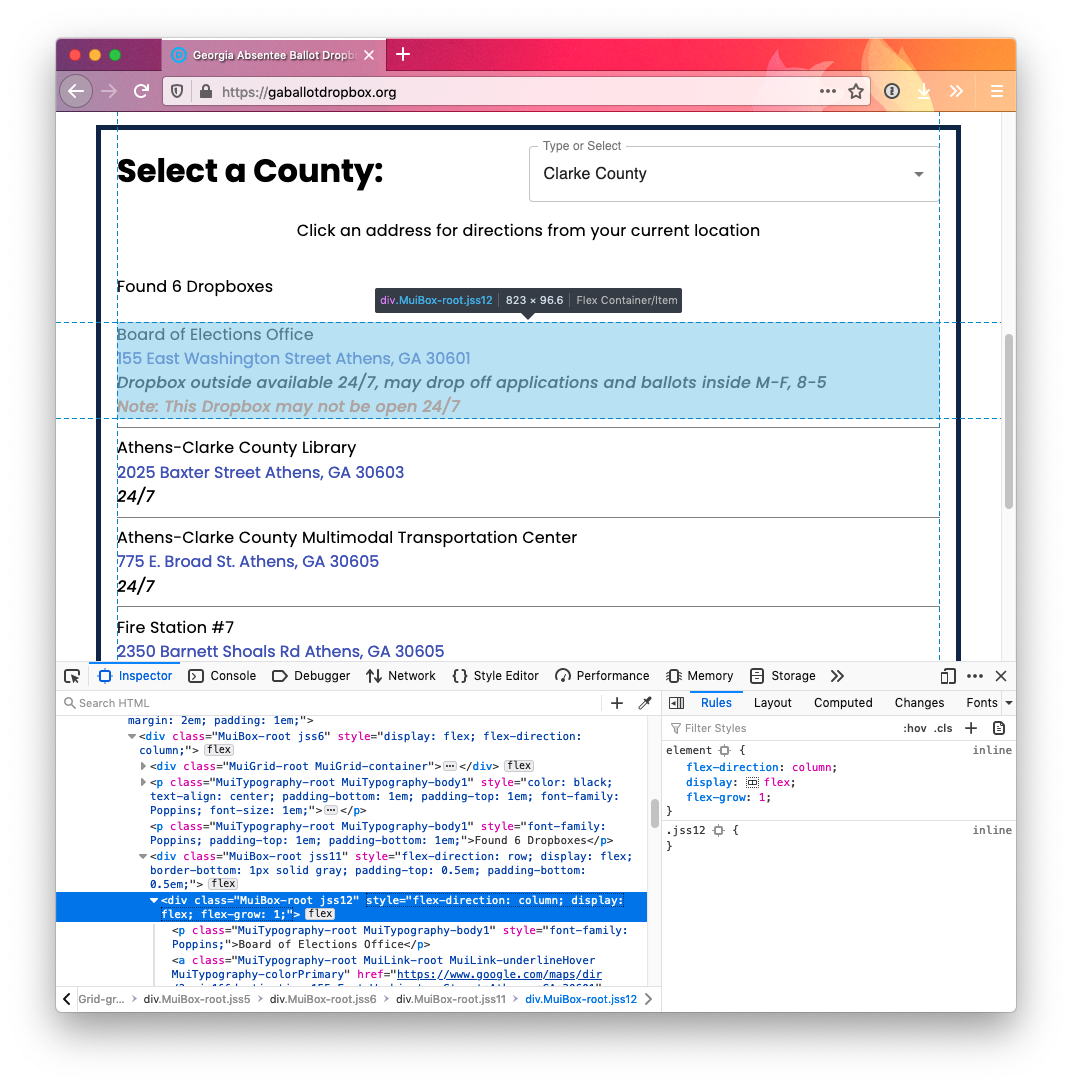 Georgia Absentee Ballot Dropb
https://gaballotdropbox.org
Select a County:
Type or Select
Clarke County
Click an address for directions from your current location
Found 6 Dropboxes
div.MuiBox-root.jss12 823 × 96.6 Flex Container/Item
Board of Elections Office
155 East Washington Street Athens, GA 30601
Dropbox outside available 24/7, may drop off applications and ballots inside M-F, 8-5
Note: This Dropbox may not be open 24/7
Athens-Clarke County Library
2025 Baxter Street Athens, GA 30603
24/7
Athens-Clarke County Multimodal Transportation Center
775 E. Broad St. Athens, GA 30605
24/7
Fire Station #7
2350 Barnett Shoals Rd Athens, GA 30605
Inspector Console Debugger Network {} Style Editor Performance Memory Storage
Search HTML
margin: 2em; padding: 1em;">
<div class="MuiBox-root jss6" style="display: flex; flex-direction:
column;"> flex
<div class="MuiGrid-root MuiGrid-container">…</div> flex
<p class="MuiTypography-root MuiTypography-body1" style="color: black;
text-align: center; padding-bottom: 1em; padding-top: 1em; font-family:
Poppins; font-size: 1em;">…</p>
<p class="MuiTypography-root MuiTypography-body1" style="font-family:
Poppins; padding-top: 1em; padding-bottom: 1em;">Found 6 Dropboxes</p>
<div class="MuiBox-root jss11" style="flex-direction: row; display: flex;
border-bottom: 1px solid gray; padding-top: 0.5em; padding-bottom:
0.5em;"> flex
<div class="MuiBox-root jss12" style="flex-direction: column; display:
flex; flex-grow: 1;"> flex
<p class="MuiTypography-root MuiTypography-body1" style="font-family:
Poppins;">Board of Elections Office</p>
<a class="MuiTypography-root MuiLink-root MuiLink-underlineHover
MuiTypography-colorPrimary" href="https://www.google.com/maps/dir
Grid-gr… > div.MuiBox-root.jss5 > div.MuiBox-root.jss6 > div.MuiBox-root.jss11 > div.MuiBox-root.jss12
Rules Layout Computed Changes Fonts
Filter Styles :hov .cls +
element { inline
flex-direction: column;
display: flex;
flex-grow: 1;
}
.jss12 { inline
}